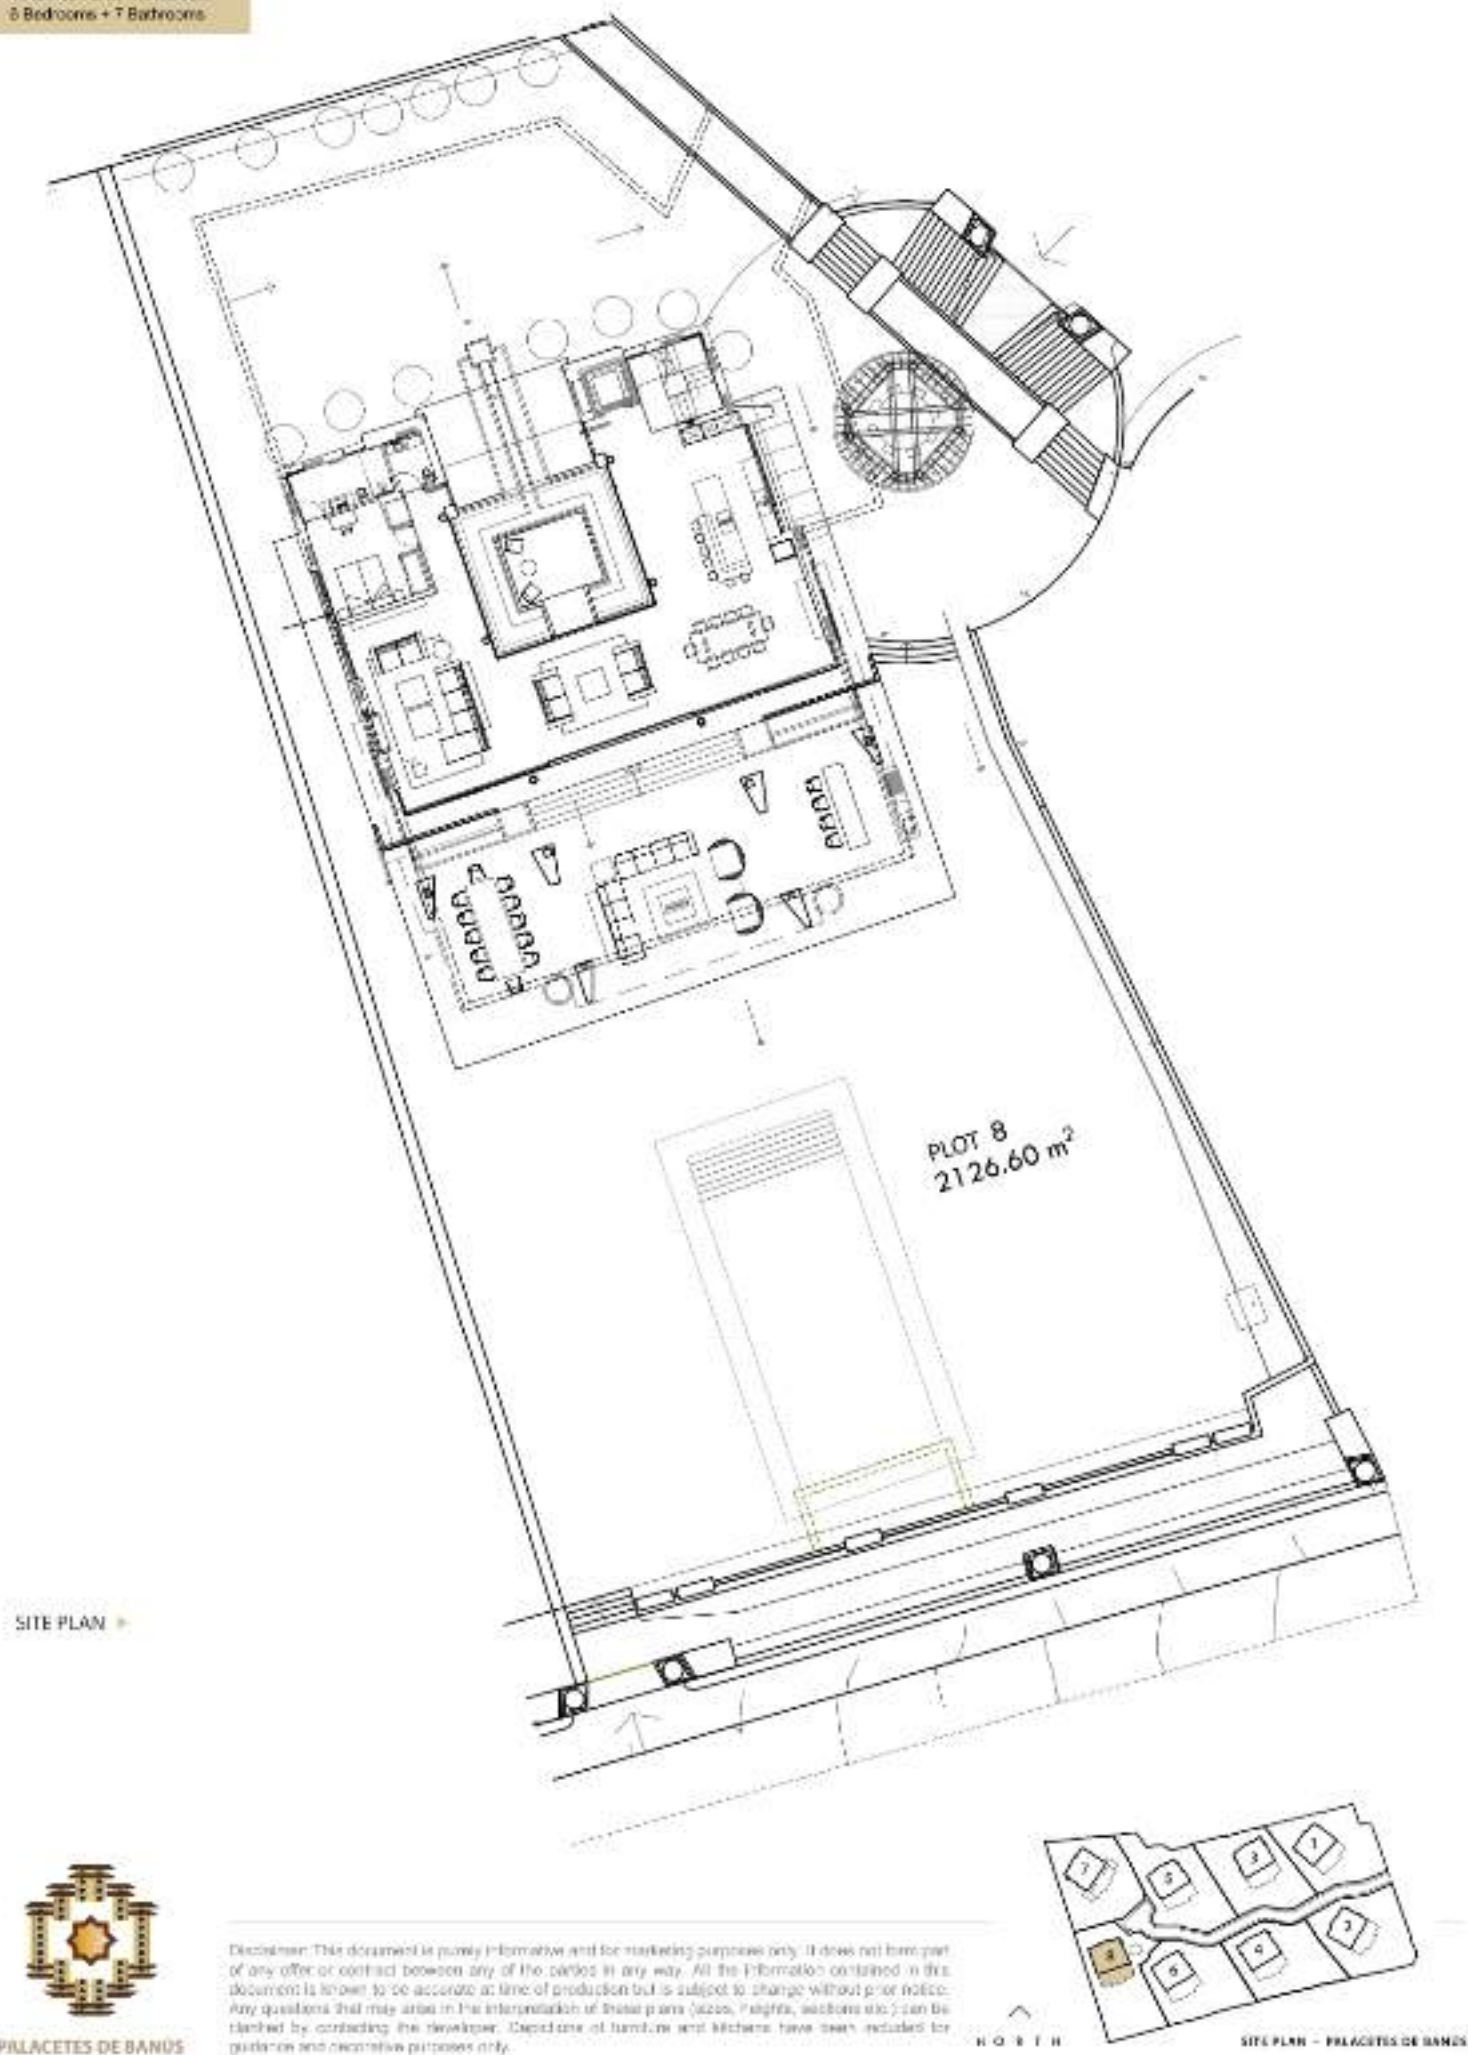 6 Bedrooms + 7 Bathrooms
PLOT 8
2126.60 m²
SITE PLAN
PALACETES DE BANÚS
Disclaimer: This document is purely informative and for marketing purposes only. It does not form part
of any offer or contract between any of the parties in any way. All the information contained in this
document is known to be accurate at time of production but is subject to change without prior notice.
Any questions that may arise in the interpretation of these plans (sizes, heights, sections etc.) can be
clarified by contacting the developer. Depictions of furniture and kitchens have been included for
guidance and decorative purposes only.
NORTH
SITE PLAN – PALACETES DE BANÚS